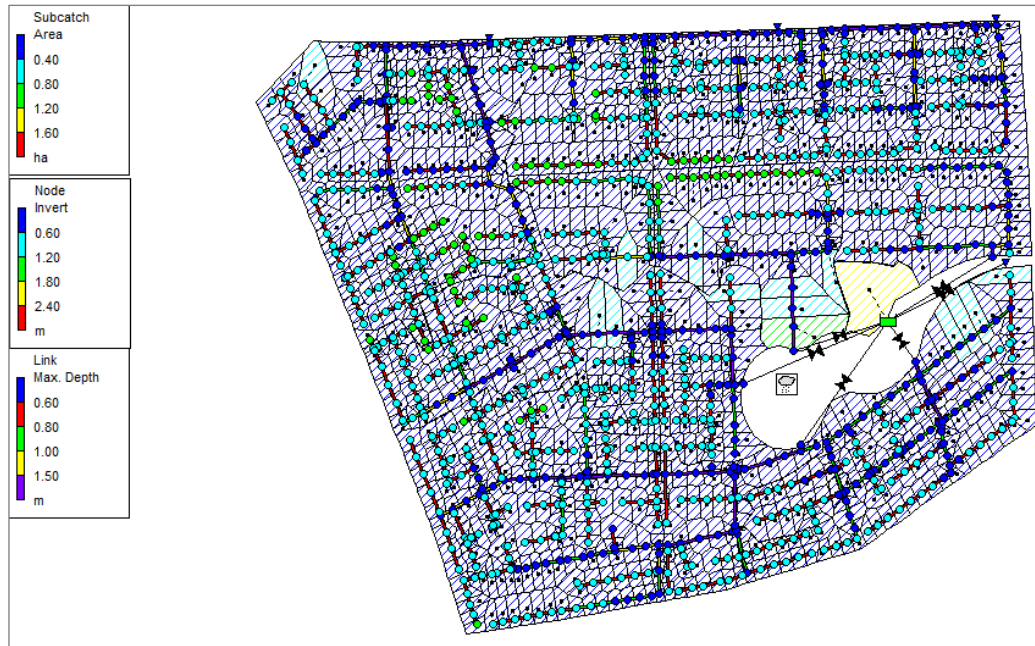 Subcatch
Area
0.40
0.80
1.20
1.60
ha
Node
Invert
0.60
1.20
1.80
2.40
m
Link
Max. Depth
0.60
0.80
1.00
1.50
m